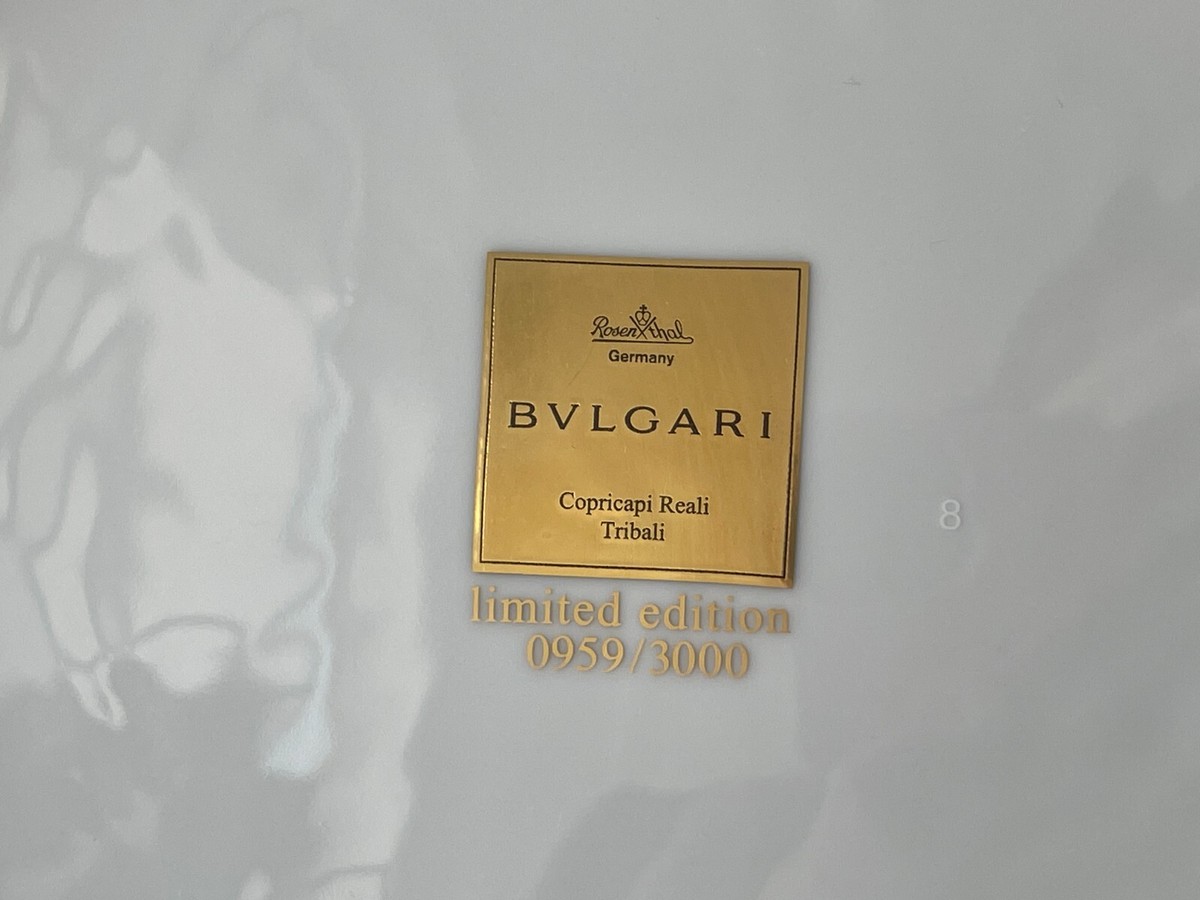 Rosenthal
Germany
BVLGARI
Copricapi Reali
Tribali
limited edition
0959/3000
8